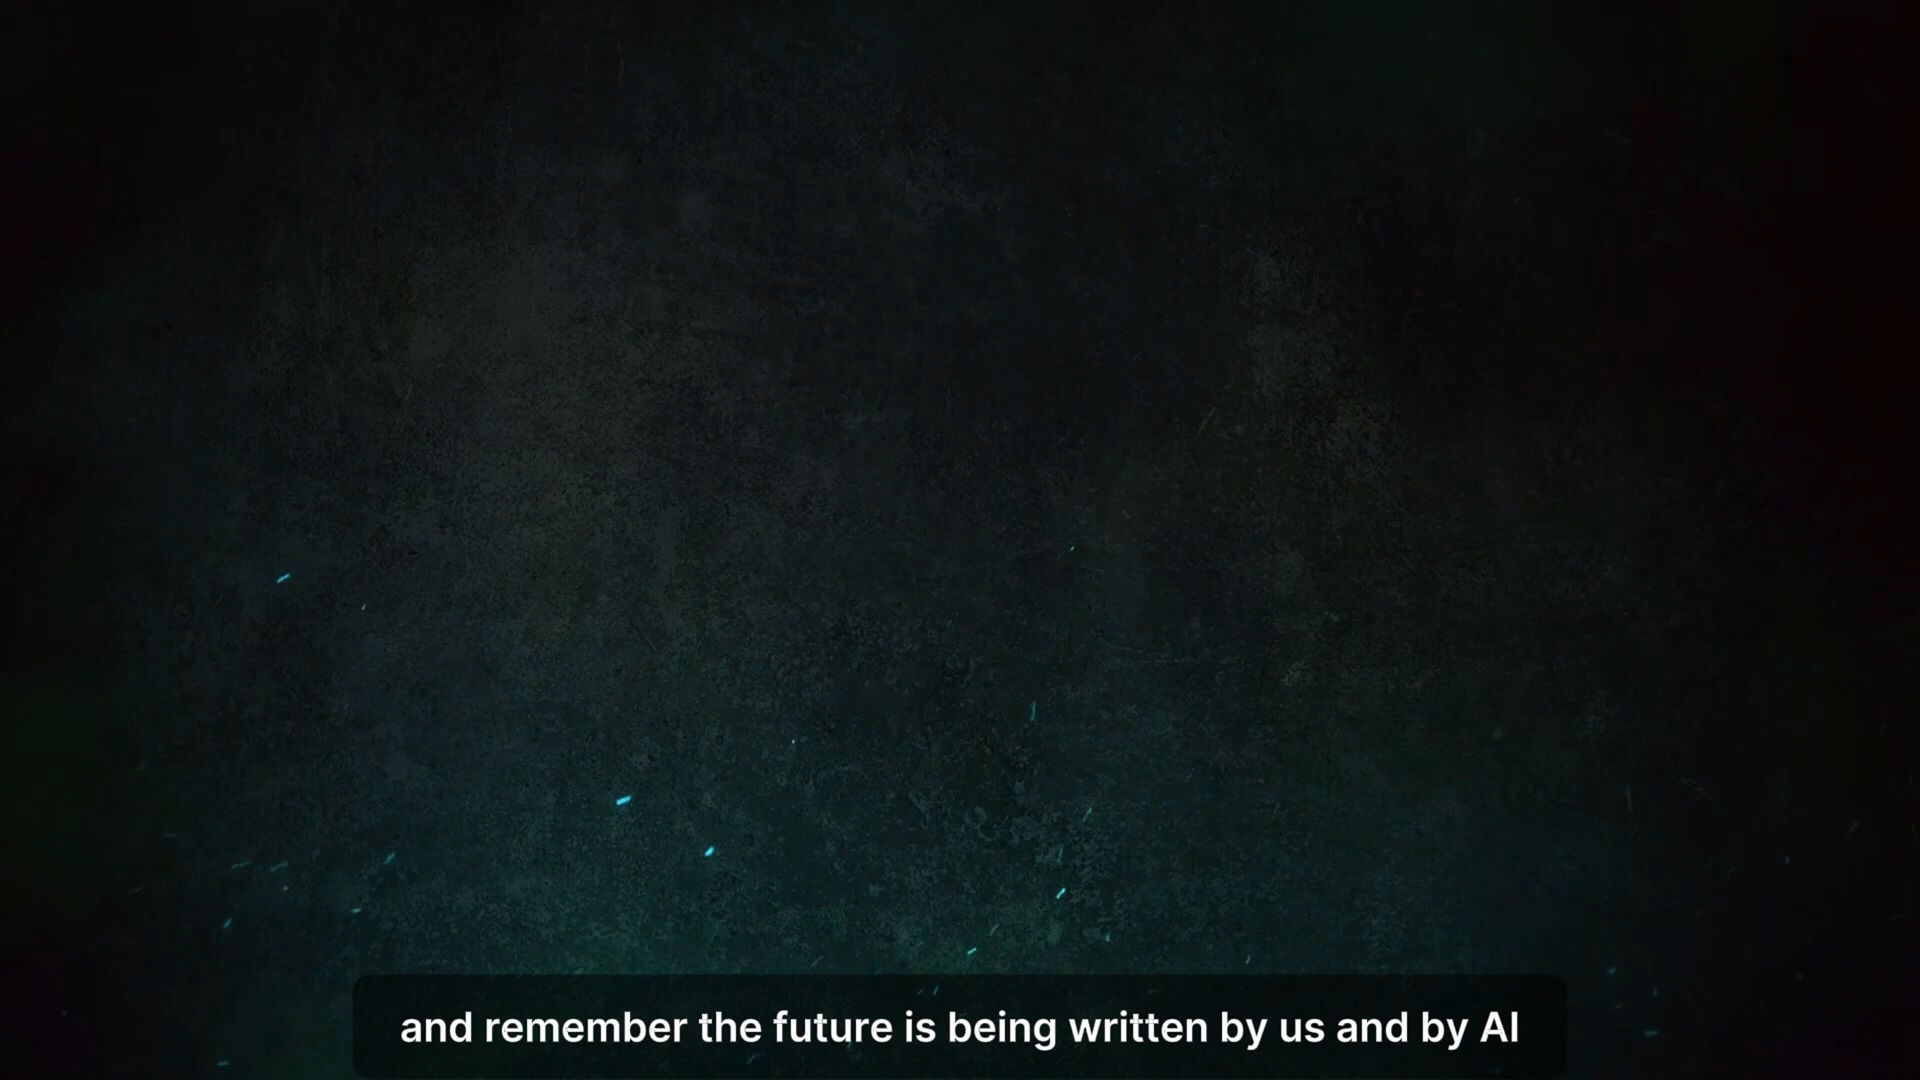 and remember the future is being written by us and by AI